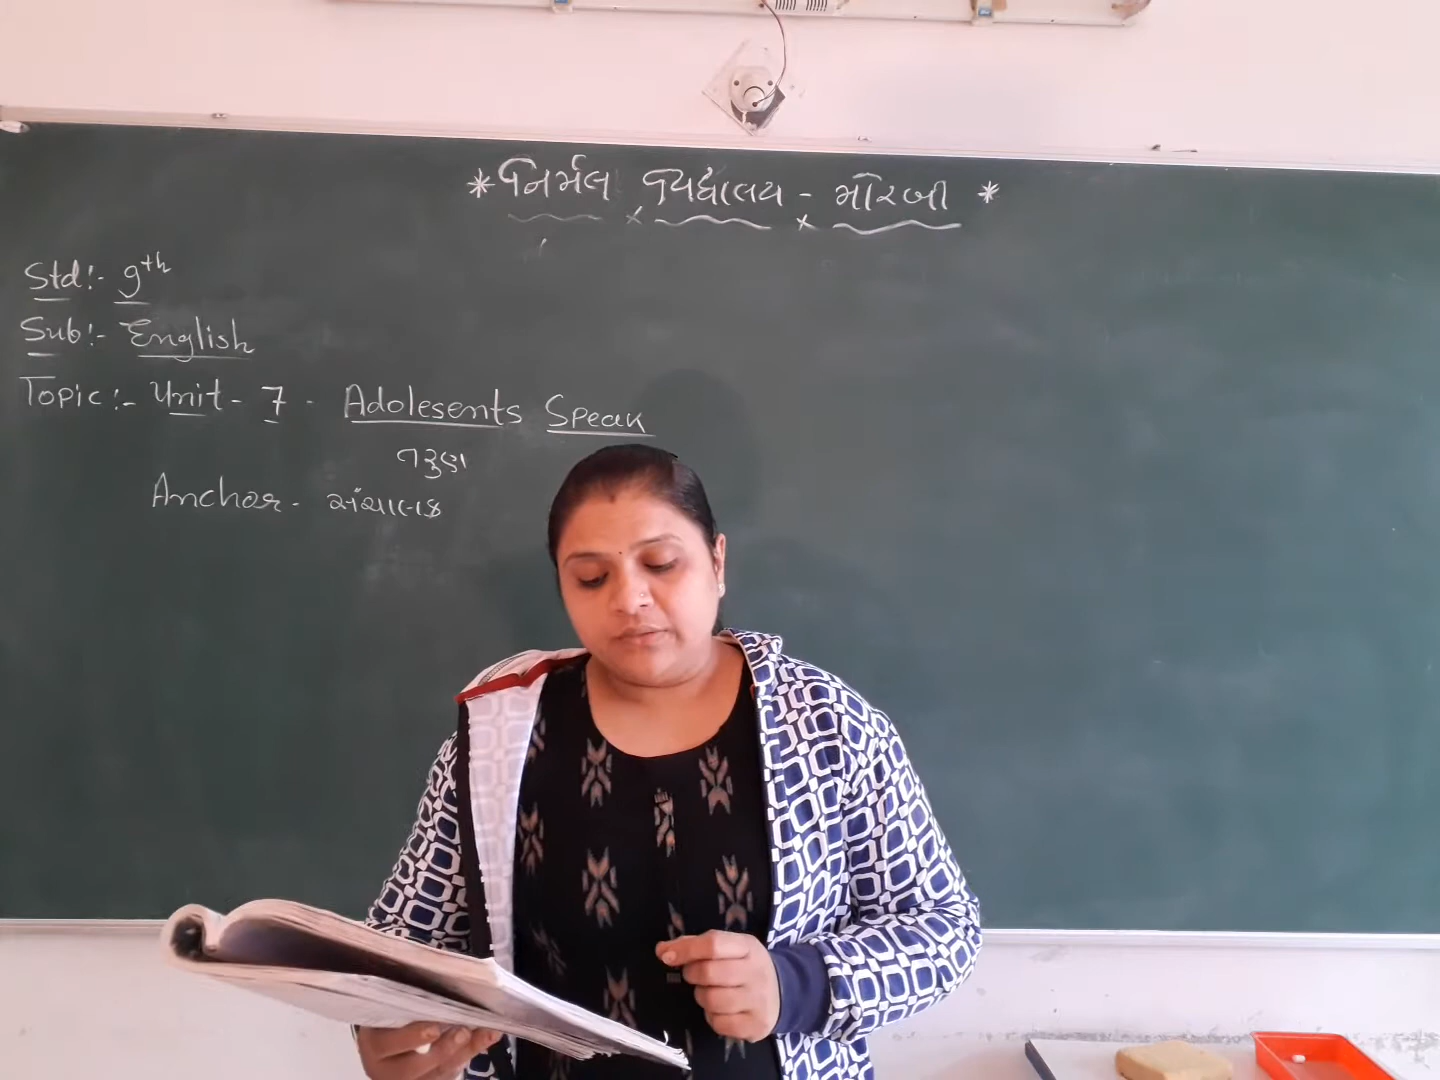 * નિર્મલ વિદ્યાલય - મોરબી *
Std:- 9th
Sub:- English
Topic:- Unit - 7 - Adolesents Speak
તરુણ
Anchor - સંચાલક